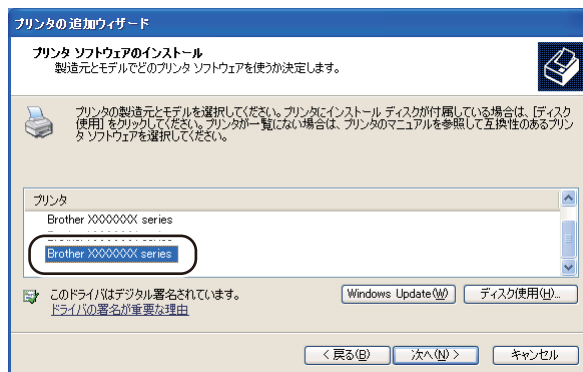 プリンタの追加ウィザード
プリンタ ソフトウェアのインストール
製造元とモデルでどのプリンタ ソフトウェアを使うか決定します。
プリンタの製造元とモデルを選択してください。プリンタにインストール ディスクが付属している場合は、[ディスク
使用] をクリックしてください。プリンタが一覧にない場合は、プリンタのマニュアルを参照して互換性のあるプリン
タ ソフトウェアを選択してください。
プリンタ
Brother XXXXXXX series
Brother XXXXXXX series
このドライバはデジタル署名されています。
ドライバの署名が重要な理由
Windows Update(W)
ディスク使用(H)...
< 戻る(B)
次へ(N) >
キャンセル